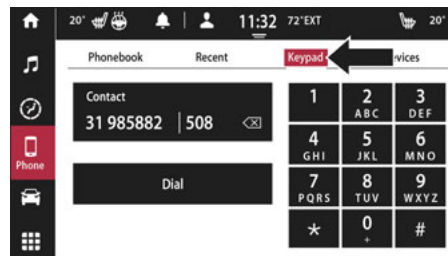 20° 11:32 72°EXT 20°
Phonebook Recent Keypad vices
Contact
31 985882 508
Dial
1 2 3
ABC DEF
4 5 6
GHI JKL MNO
7 8 9
PQRS TUV WXYZ
* 0 #
+
Phone